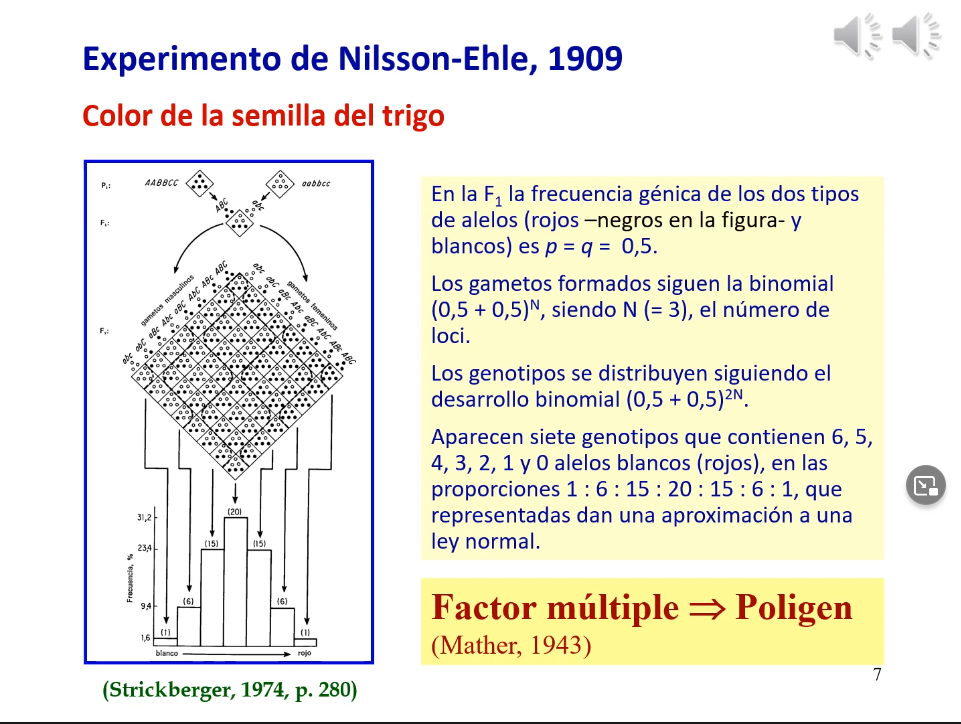 Experimento de Nilsson-Ehle, 1909
Color de la semilla del trigo
P₁: AABBCC aabbcc
ABC abc
F₁:
gametos masculinos
gametos femeninos
abc abC aBc Abc aBC AbC ABc ABC
abc abC aBc Abc aBC AbC ABc ABC
F₂:
31,2
23,4
9,4
1,6
Frecuencia, %
(1) (6) (15) (20) (15) (6) (1)
blanco rojo
(Strickberger, 1974, p. 280)
En la F₁ la frecuencia génica de los dos tipos
de alelos (rojos –negros en la figura- y
blancos) es p = q = 0,5.
Los gametos formados siguen la binomial
(0,5 + 0,5)ᴺ, siendo N (= 3), el número de
loci.
Los genotipos se distribuyen siguiendo el
desarrollo binomial (0,5 + 0,5)²ᴺ.
Aparecen siete genotipos que contienen 6, 5,
4, 3, 2, 1 y 0 alelos blancos (rojos), en las
proporciones 1 : 6 : 15 : 20 : 15 : 6 : 1, que
representadas dan una aproximación a una
ley normal.
Factor múltiple ⇒ Poligen
(Mather, 1943)
7